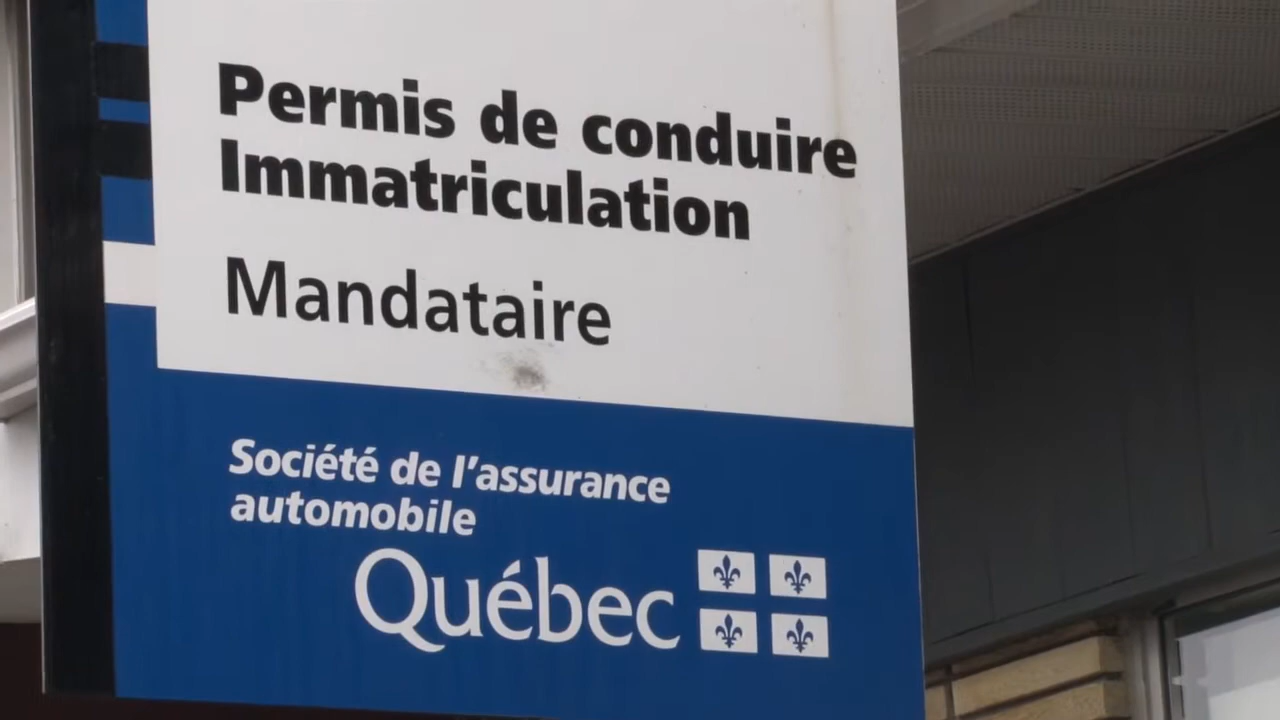 Permis de conduire
Immatriculation
Mandataire
Société de l'assurance
automobile
Québec